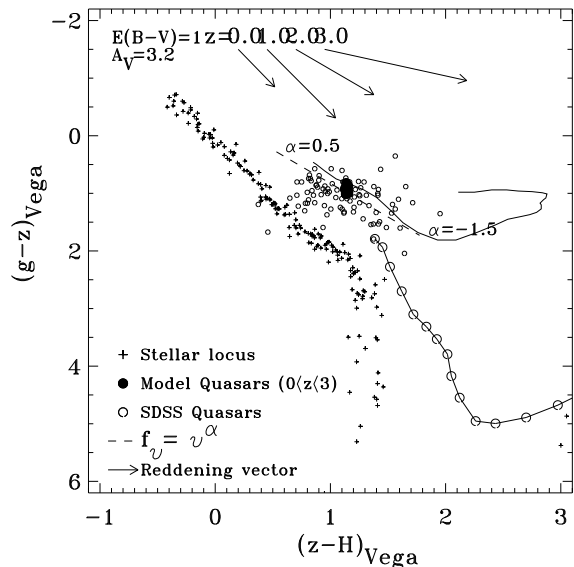 −2
E(B−V)=1 z=0.0 1.0 2.0 3.0
A_V=3.2
0
α=0.5
α=−1.5
2
(g−z)_Vega
+ Stellar locus
● Model Quasars (0⟨z⟨3)
○ SDSS Quasars
4
– – f_υ = υ^α
→ Reddening vector
6
−1 0 1 2 3
(z−H)_Vega